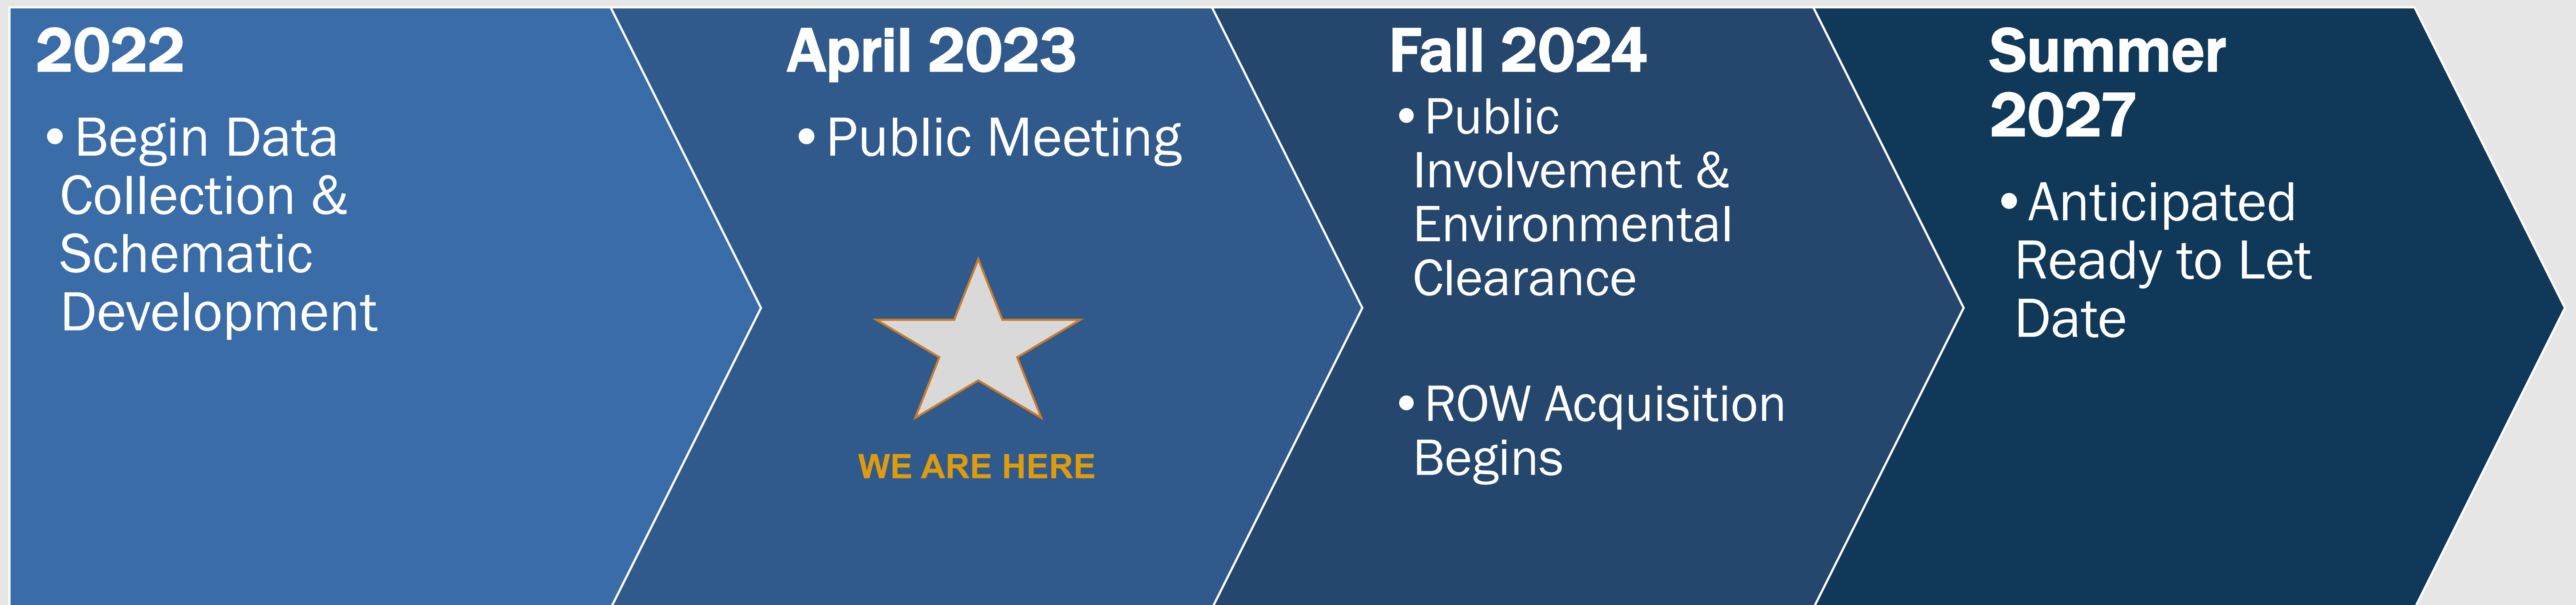 2022
• Begin Data
Collection &
Schematic
Development
April 2023
• Public Meeting
WE ARE HERE
Fall 2024
• Public
Involvement &
Environmental
Clearance
• ROW Acquisition
Begins
Summer
2027
• Anticipated
Ready to Let
Date